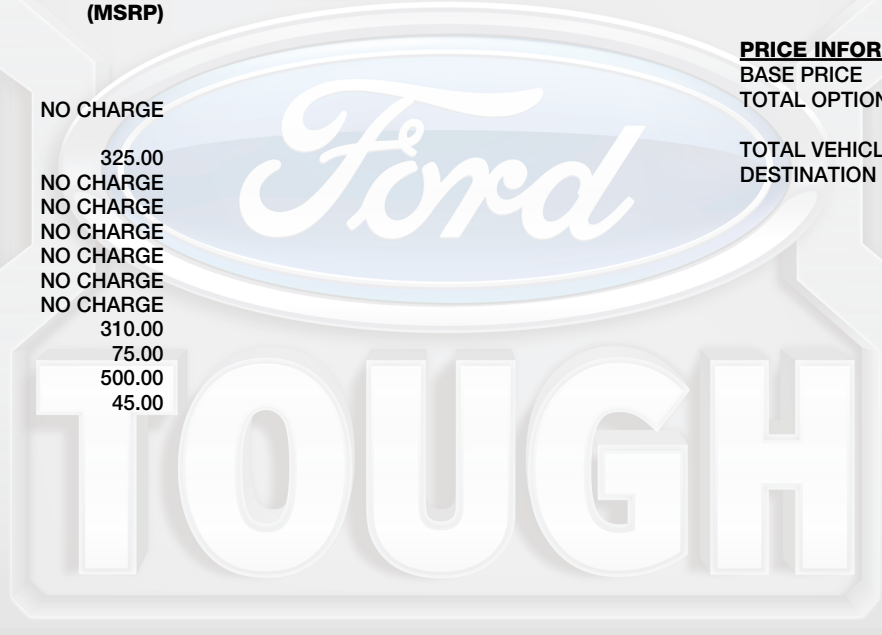 (MSRP)
PRICE INFOR
BASE PRICE
NO CHARGE
TOTAL OPTION
325.00
TOTAL VEHICL
NO CHARGE
DESTINATION
NO CHARGE
NO CHARGE
NO CHARGE
NO CHARGE
NO CHARGE
310.00
75.00
500.00
45.00
Ford
TOUGH